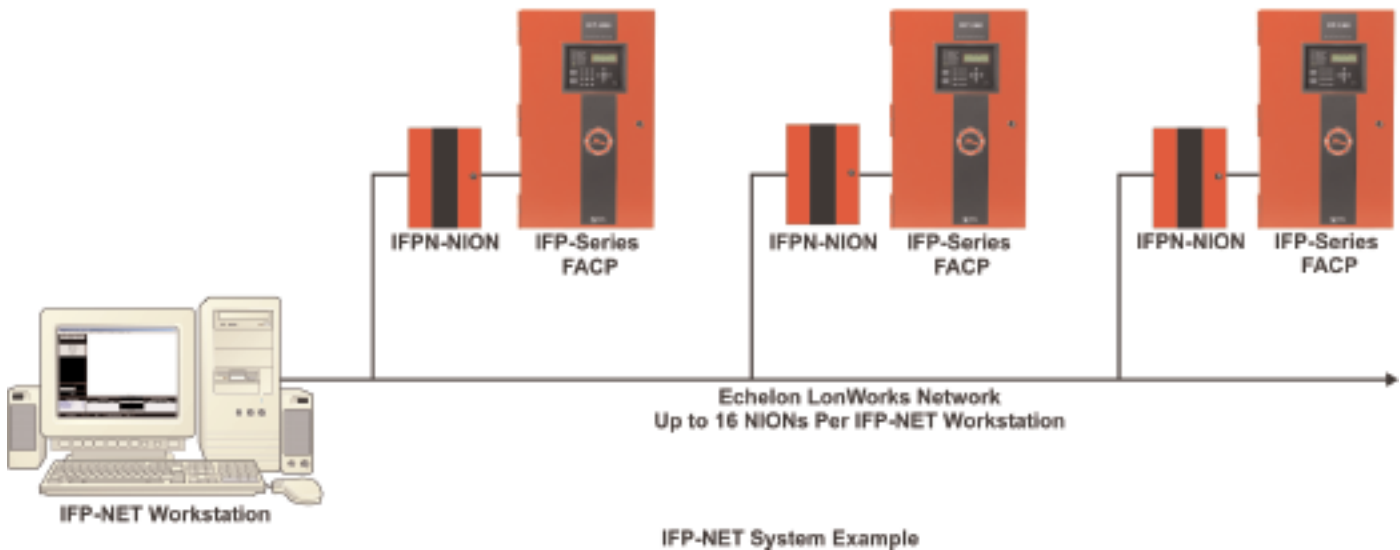 IFPN-NION
IFP-Series
FACP
IFPN-NION
IFP-Series
FACP
IFPN-NION
IFP-Series
FACP
Echelon LonWorks Network
Up to 16 NIONs Per IFP-NET Workstation
IFP-NET Workstation
IFP-NET System Example